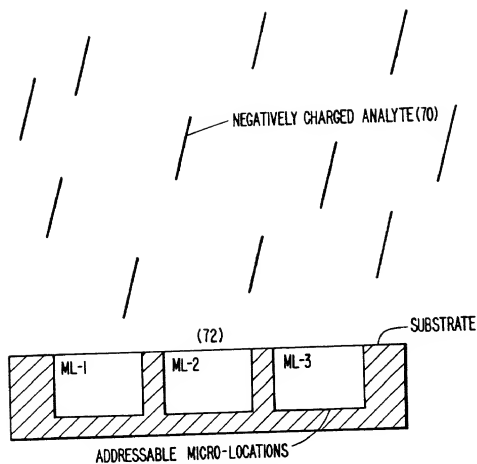 NEGATIVELY CHARGED ANALYTE(70)
(72)
SUBSTRATE
ML-1
ML-2
ML-3
ADDRESSABLE MICRO-LOCATIONS